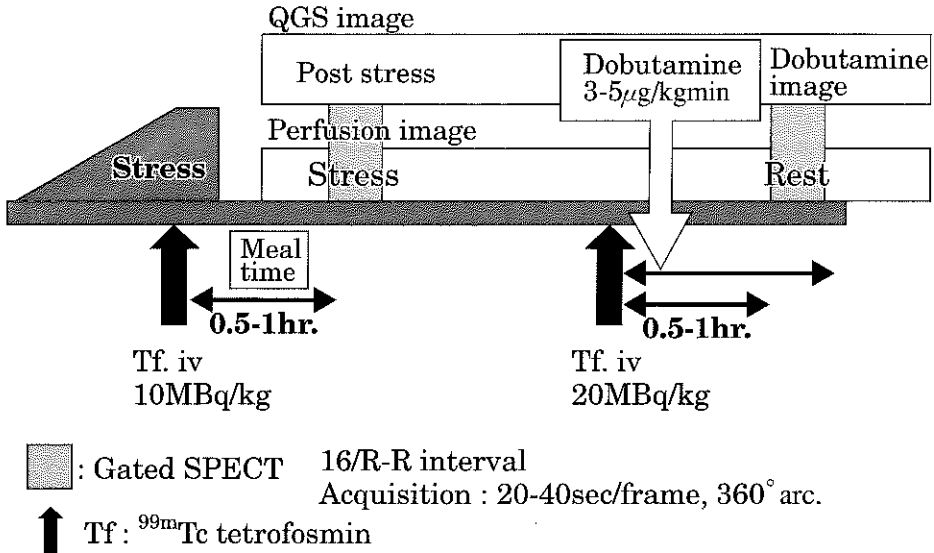 QGS image
Post stress
Dobutamine
3-5μg/kgmin
Dobutamine
image
Perfusion image
Stress
Stress
Rest
Meal
time
0.5-1hr.
0.5-1hr.
Tf. iv
10MBq/kg
Tf. iv
20MBq/kg
: Gated SPECT
16/R-R interval
Acquisition : 20-40sec/frame, 360° arc.
Tf : ⁹⁹ᵐTc tetrofosmin